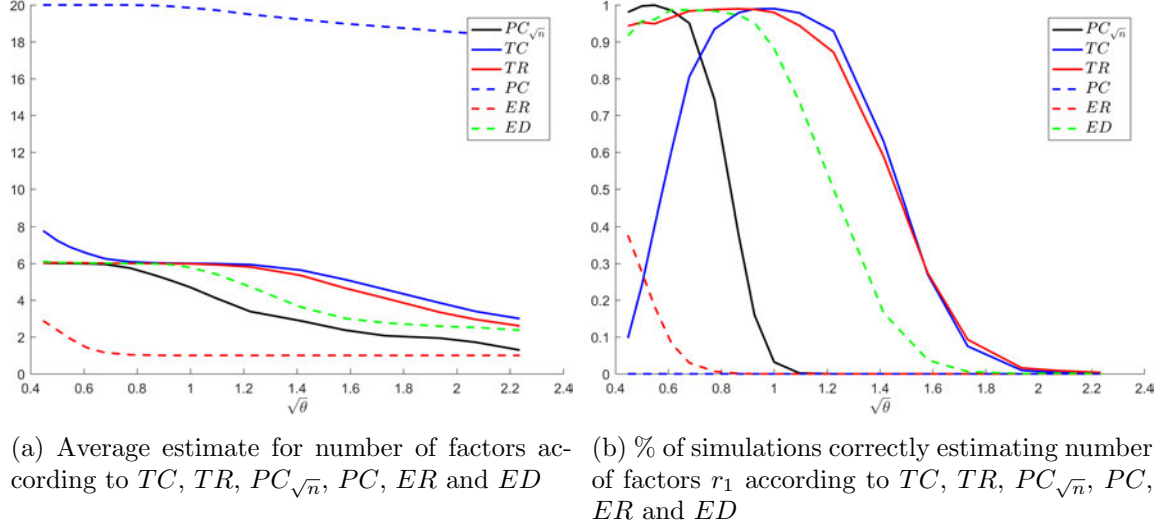 20
18
16
14
12
10
8
6
4
2
0
0.4 0.6 0.8 1 1.2 1.4 1.6 1.8 2 2.2 2.4
√θ
PC√n
TC
TR
PC
ER
ED
1
0.9
0.8
0.7
0.6
0.5
0.4
0.3
0.2
0.1
0
0.4 0.6 0.8 1 1.2 1.4 1.6 1.8 2 2.2 2.4
√θ
PC√n
TC
TR
PC
ER
ED
(a) Average estimate for number of factors ac-
cording to TC, TR, PC√n, PC, ER and ED
(b) % of simulations correctly estimating number
of factors r₁ according to TC, TR, PC√n, PC,
ER and ED